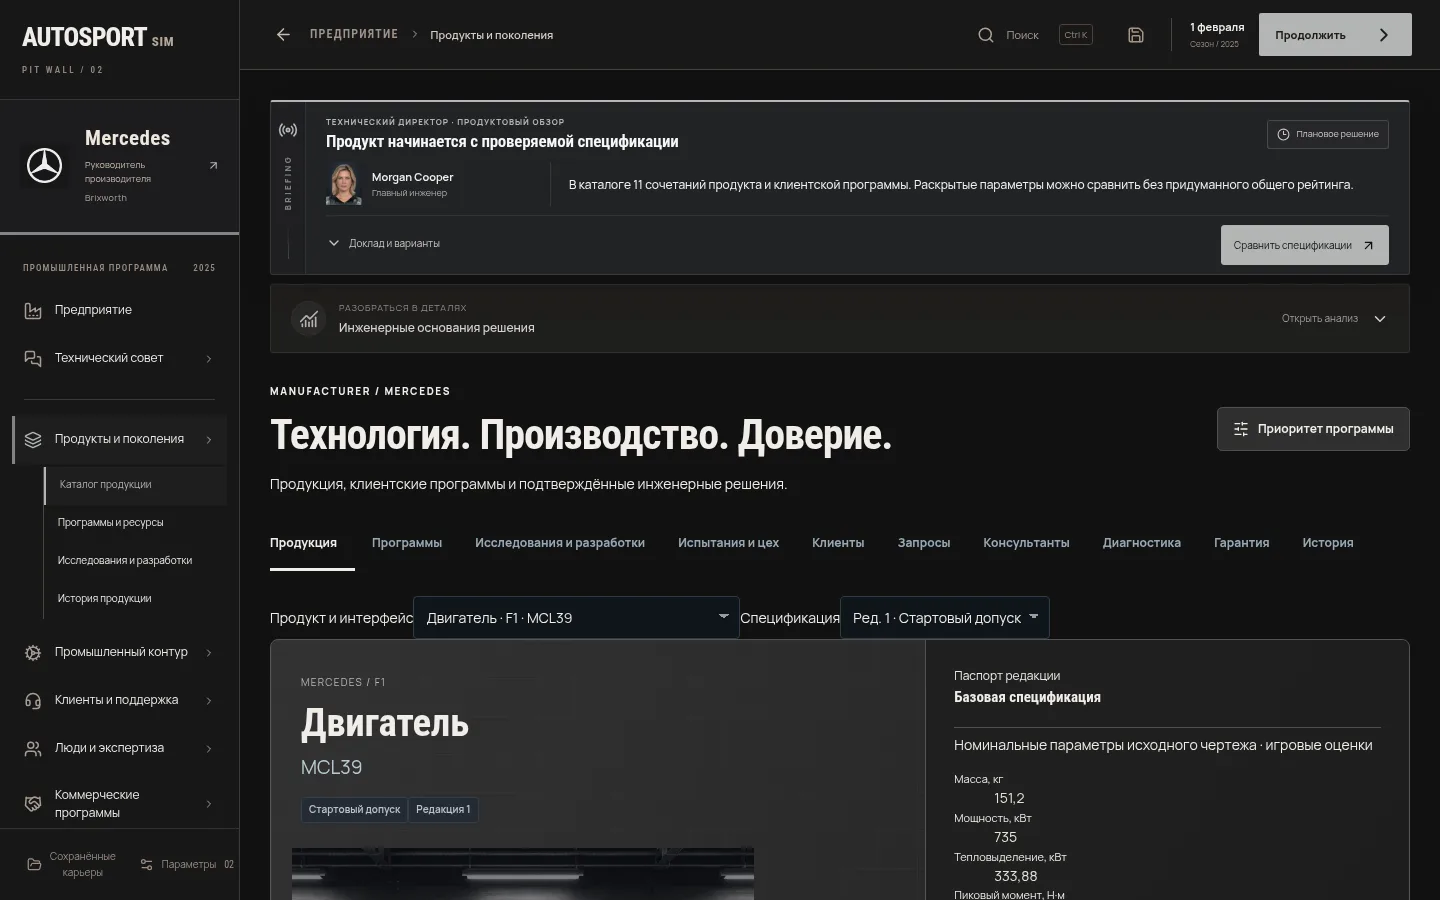 AUTOSPORT SIM
PIT WALL / 02
Mercedes
Руководитель
производителя
Brixworth
ПРОМЫШЛЕННАЯ ПРОГРАММА 2025
Предприятие
Технический совет
Продукты и поколения
Каталог продукции
Программы и ресурсы
Исследования и разработки
История продукции
Промышленный контур
Клиенты и поддержка
Люди и экспертиза
Коммерческие
программы
Сохранённые
карьеры
Параметры 02
ПРЕДПРИЯТИЕ
Продукты и поколения
Поиск
Ctrl K
1 февраля
Сезон / 2025
Продолжить
BRIEFING
ТЕХНИЧЕСКИЙ ДИРЕКТОР · ПРОДУКТОВЫЙ ОБЗОР
Продукт начинается с проверяемой спецификации
Плановое решение
Morgan Cooper
Главный инженер
В каталоге 11 сочетаний продукта и клиентской программы. Раскрытые параметры можно сравнить без придуманного общего рейтинга.
Доклад и варианты
Сравнить спецификации
РАЗОБРАТЬСЯ В ДЕТАЛЯХ
Инженерные основания решения
Открыть анализ
MANUFACTURER / MERCEDES
Технология. Производство. Доверие.
Приоритет программы
Продукция, клиентские программы и подтверждённые инженерные решения.
Продукция Программы Исследования и разработки Испытания и цех Клиенты Запросы Консультанты Диагностика Гарантия История
Продукт и интерфейс Двигатель · F1 · MCL39 Спецификация Ред. 1 · Стартовый допуск
MERCEDES / F1
Двигатель
MCL39
Стартовый допуск Редакция 1
Паспорт редакции
Базовая спецификация
Номинальные параметры исходного чертежа · игровые оценки
Масса, кг
151,2
Мощность, кВт
735
Тепловыделение, кВт
333,88
Пиковый момент, Н·м